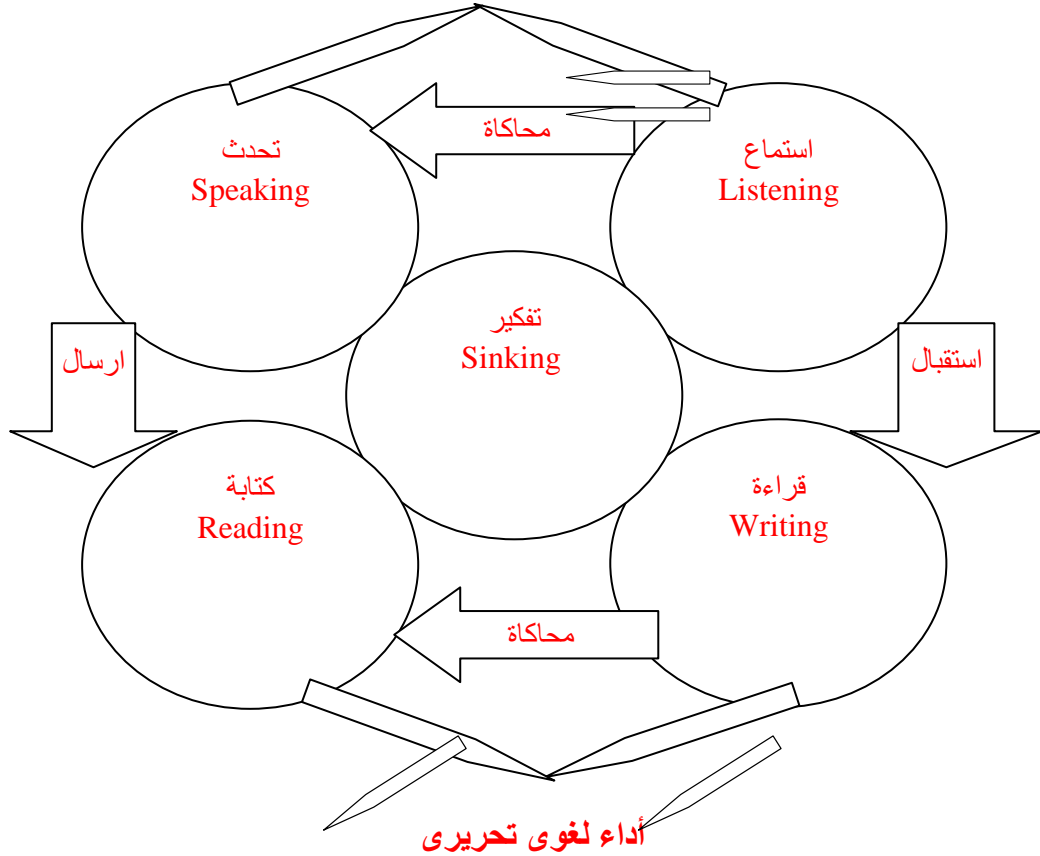 محاكاة
استماع
Listening
تحدث
Speaking
تفكير
Sinking
استقبال
ارسال
قراءة
Writing
كتابة
Reading
محاكاة
أداء لغوى تحريرى